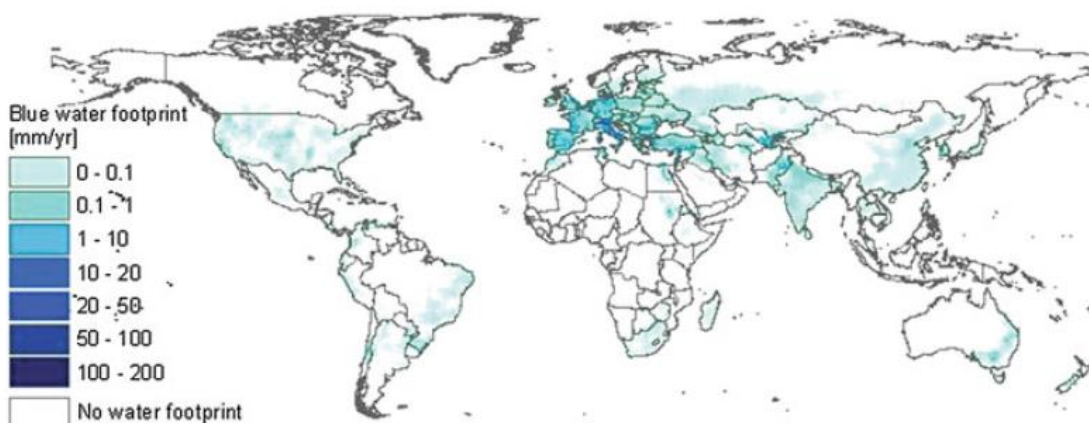 Blue water footprint
[mm/yr]
0 - 0.1
0.1 - 1
1 - 10
10 - 20
20 - 50
50 - 100
100 - 200
No water footprint